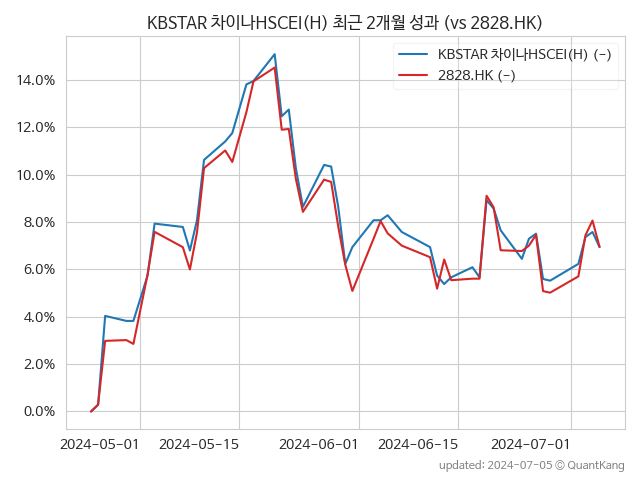 KBSTAR 차이나HSCEI(H) 최근 2개월 성과 (vs 2828.HK)
KBSTAR 차이나HSCEI(H) (-)
2828.HK (-)
14.0%
12.0%
10.0%
8.0%
6.0%
4.0%
2.0%
0.0%
2024-05-01 2024-05-15 2024-06-01 2024-06-15 2024-07-01
updated: 2024-07-05 © QuantKang